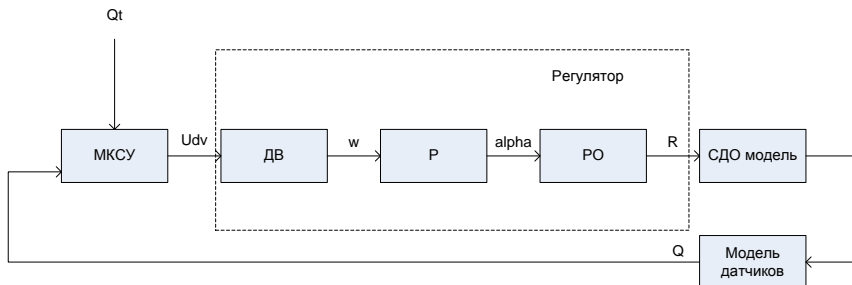 Qt
Регулятор
МКСУ
Udv
ДВ
w
Р
alpha
РО
R
СДО модель
Q
Модель
датчиков